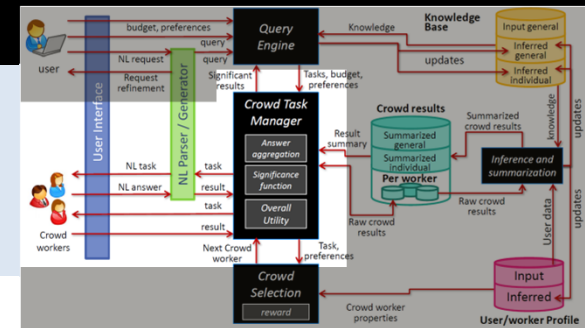 budget, preferences
user
NL request
Request
refinement
query
query
User Interface
NL Parser / Generator
Query
Engine
Knowledge
updates
Knowledge
Base
Input general
Inferred
general
Inferred
individual
Significant
results
Tasks, budget,
preferences
Crowd Task
Manager
Answer
aggregation
Significance
function
Overall
Utility
Result
summary
Crowd results
Summarized
general
Summarized
individual
Per worker
Summarized
crowd results
knowledge
updates
Inference and
summarization
NL task
NL answer
task
result
task
result
Crowd
workers
Raw crowd
results
Raw crowd
results
User data
updates
Next Crowd
worker
Task,
preferences
Crowd
Selection
reward
Crowd worker
properties
Input
Inferred
User/worker Profile